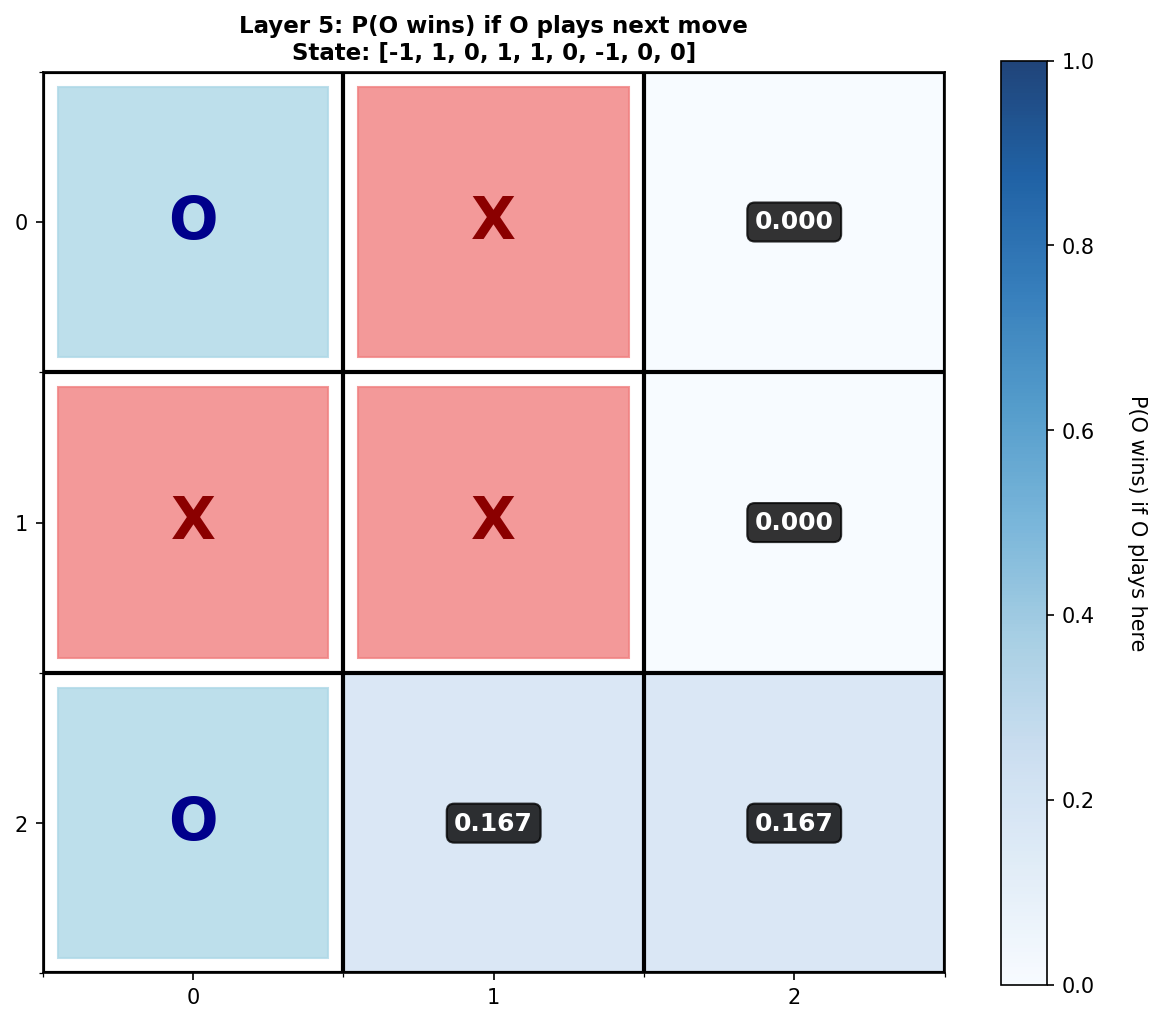 Layer 5: P(O wins) if O plays next move
State: [-1, 1, 0, 1, 1, 0, -1, 0, 0]
0
O
X
0.000
1
X
X
0.000
2
O
0.167
0.167
0
1
2
1.0
0.8
0.6
0.4
0.2
0.0
P(O wins) if O plays here